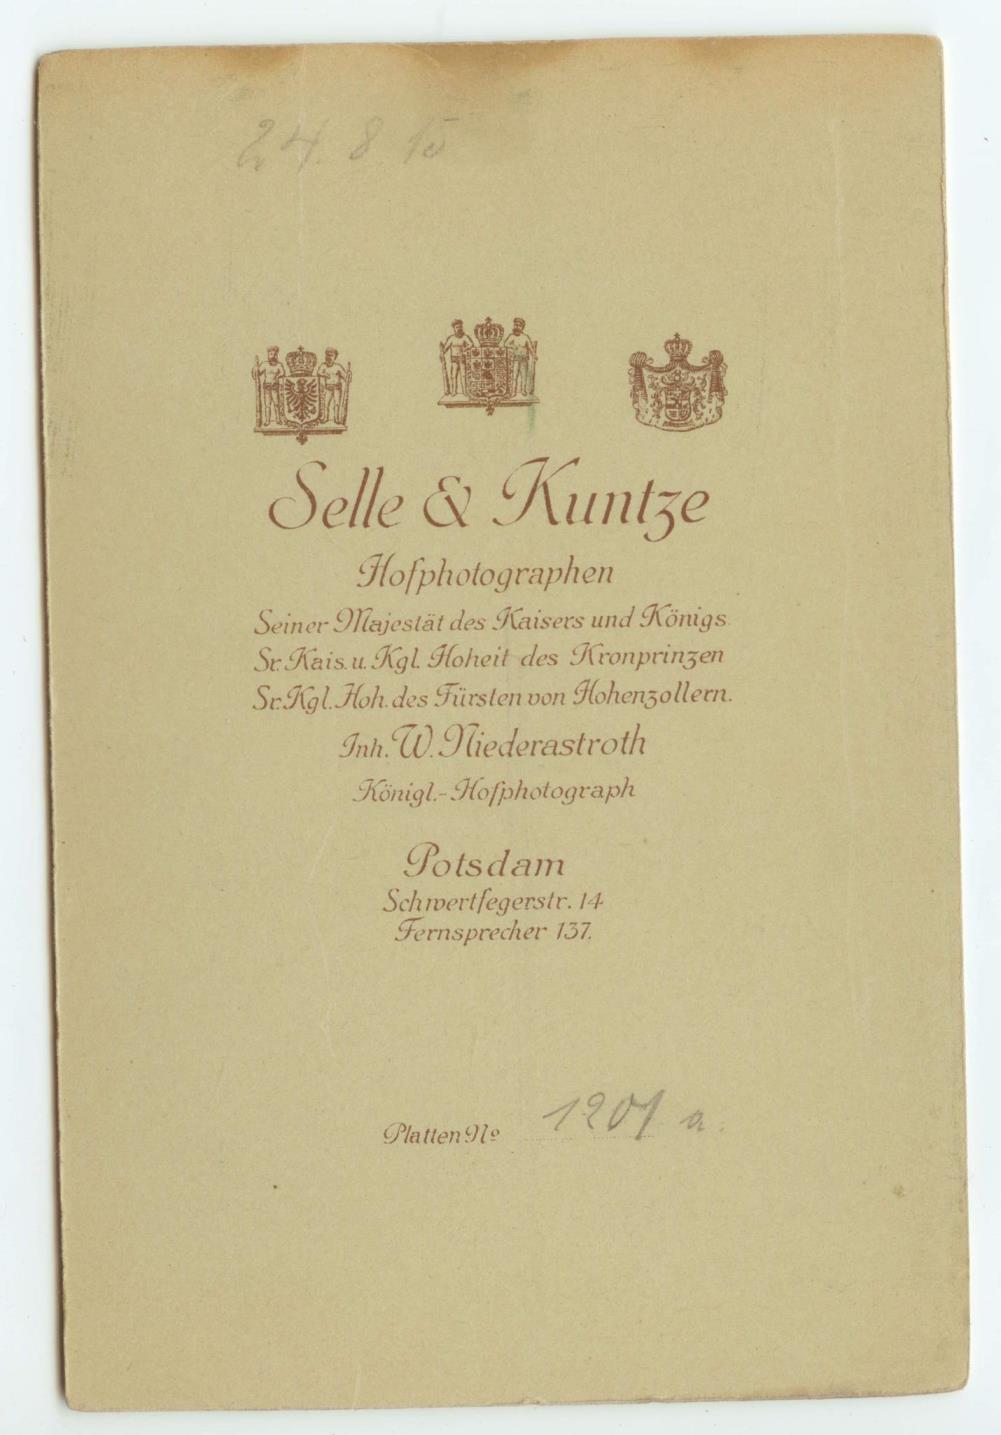 24. 8 15
Selle & Kuntze
Hofphotographen
Seiner Majestät des Kaisers und Königs
Sr. Kais. u. Kgl. Hoheit des Kronprinzen
Sr. Kgl. Hoh. des Fürsten von Hohenzollern.
Inh. W. Niederastroth
Königl.-Hofphotograph
Potsdam
Schwertfegerstr. 14
Fernsprecher 137.
Platten No 1201 a.